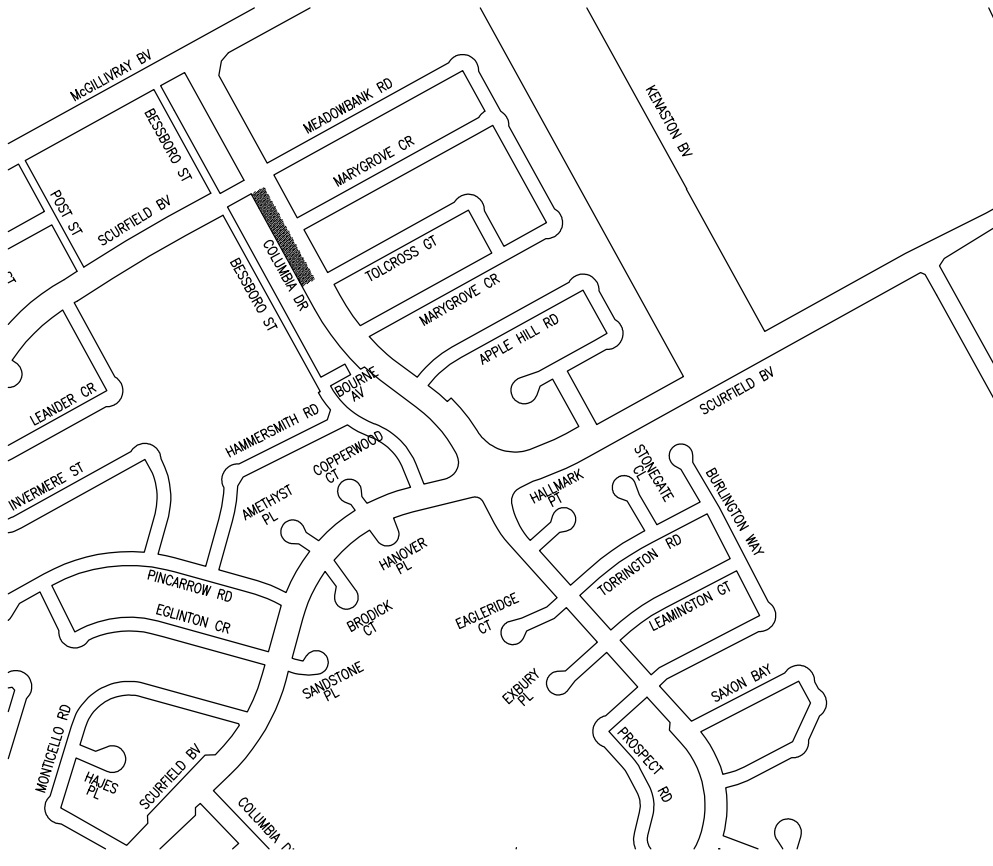 McGILLIVRAY BV
MEADOWBANK RD
KENASTON BV
BESSBORO ST
MARYGROVE CR
POST ST
SCURFIELD BV
TOLCROSS GT
COLUMBIA DR
BESSBORO ST
CT
MARYGROVE CR
APPLE HILL RD
LEANDER CR
BOURNE
AV
SCURFIELD BV
HAMMERSMITH RD
COPPERWOOD
CT
INVERMERE ST
AMETHYST
PL
HALLMARK
PT
STONEGATE
CL
BURLINGTON WAY
HANOVER
PL
TORRINGTON RD
PINCARROW RD
EGLINTON CR
BRODICK
CT
EAGLERIDGE
CT
LEAMINGTON GT
SANDSTONE
PL
EXBURY
PL
SAXON BAY
MONTICELLO RD
PROSPECT RD
HAJES
PL
SCURFIELD BV
COLUMBIA